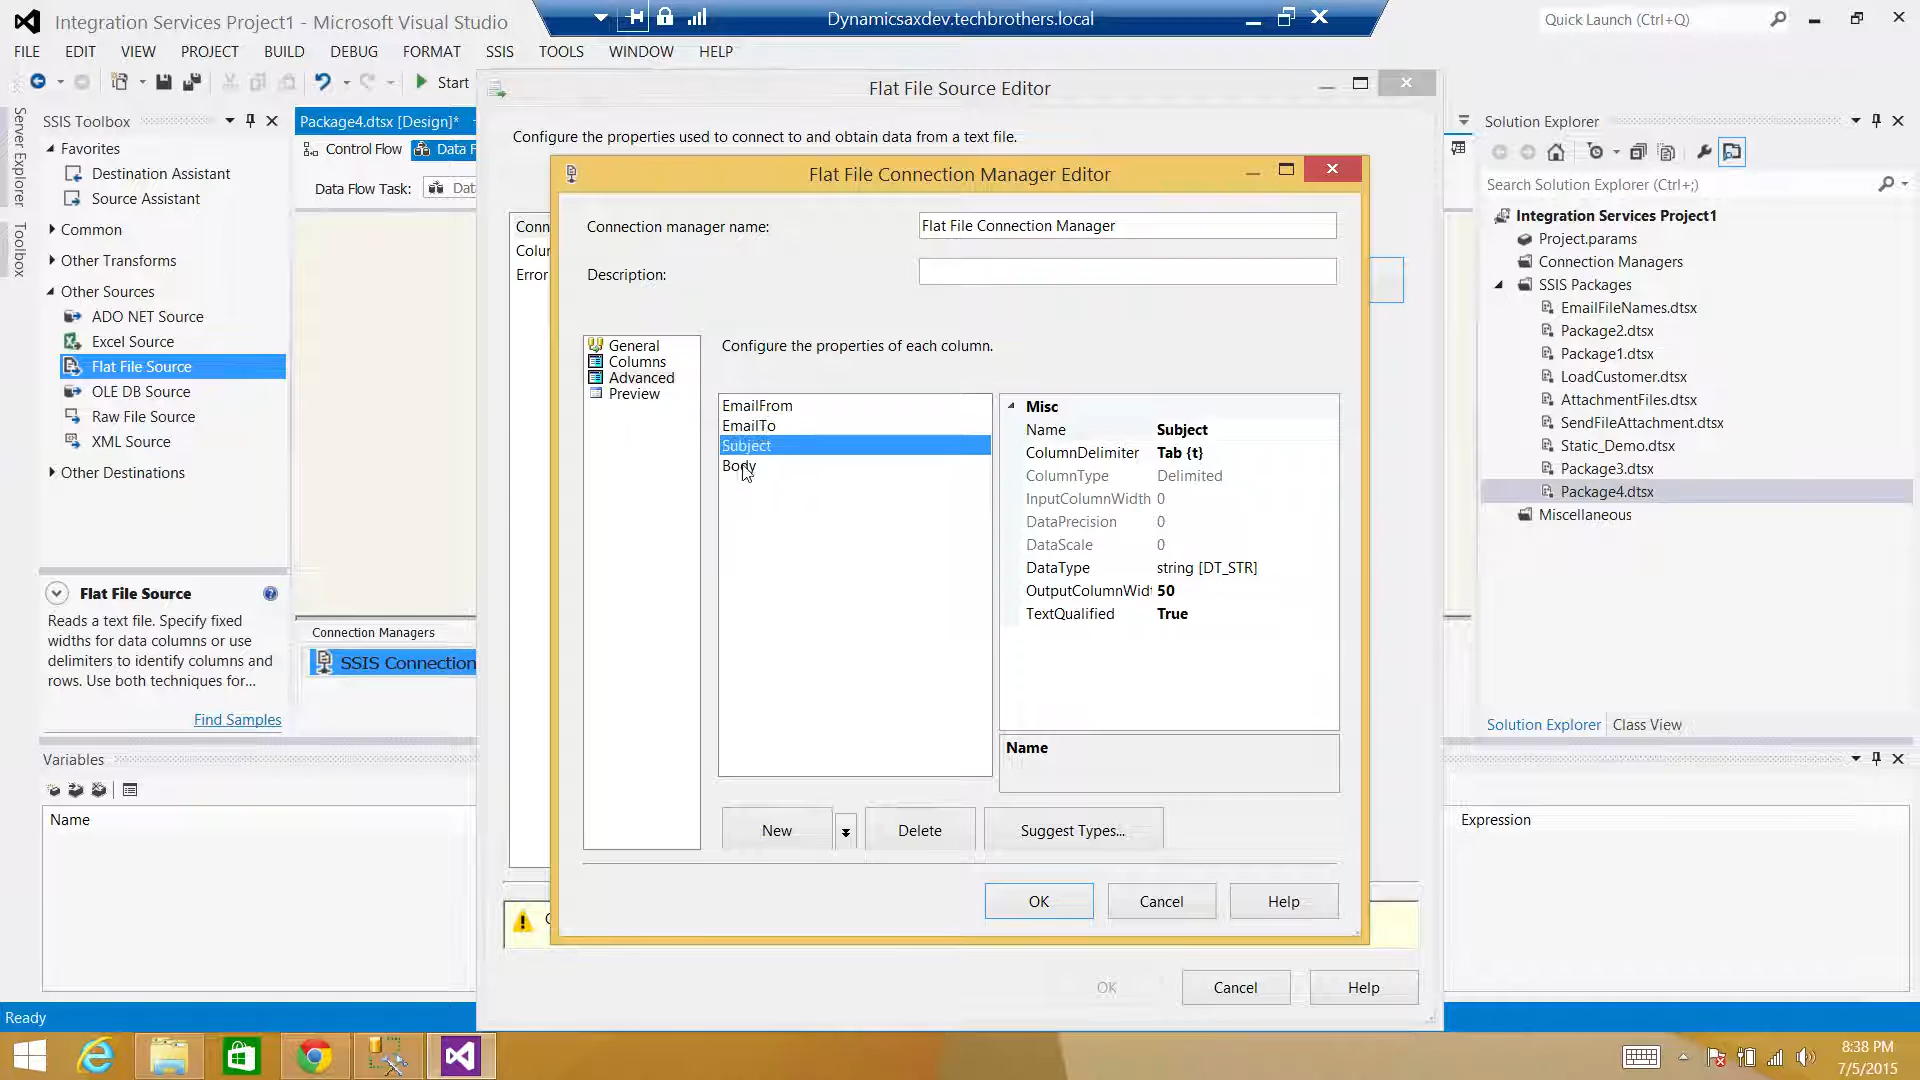 Integration Services Project1 - Microsoft Visual Studio
Dynamicsaxdev.techbrothers.local
Quick Launch (Ctrl+Q)
FILE EDIT VIEW PROJECT BUILD DEBUG FORMAT SSIS TOOLS WINDOW HELP
Start
Server Explorer
Toolbox
SSIS Toolbox
Favorites
Destination Assistant
Source Assistant
Common
Other Transforms
Other Sources
ADO NET Source
Excel Source
Flat File Source
OLE DB Source
Raw File Source
XML Source
Other Destinations
Flat File Source
Reads a text file. Specify fixed
widths for data columns or use
delimiters to identify columns and
rows. Use both techniques for...
Find Samples
Package4.dtsx [Design]*
Control Flow
Data F
Data Flow Task:
Dat
Connection Managers
SSIS Connection
Variables
Name
Expression
Flat File Source Editor
Configure the properties used to connect to and obtain data from a text file.
Conn
Colur
Error
OK Cancel Help
Flat File Connection Manager Editor
Connection manager name:
Flat File Connection Manager
Description:
General
Columns
Advanced
Preview
Configure the properties of each column.
EmailFrom
EmailTo
Subject
Body
Misc
Name Subject
ColumnDelimiter Tab {t}
ColumnType Delimited
InputColumnWidth 0
DataPrecision 0
DataScale 0
DataType string [DT_STR]
OutputColumnWidt 50
TextQualified True
Name
New Delete Suggest Types...
OK Cancel Help
Solution Explorer
Search Solution Explorer (Ctrl+;)
Integration Services Project1
Project.params
Connection Managers
SSIS Packages
EmailFileNames.dtsx
Package2.dtsx
Package1.dtsx
LoadCustomer.dtsx
AttachmentFiles.dtsx
SendFileAttachment.dtsx
Static_Demo.dtsx
Package3.dtsx
Package4.dtsx
Miscellaneous
Solution Explorer Class View
Ready
8:38 PM
7/5/2015